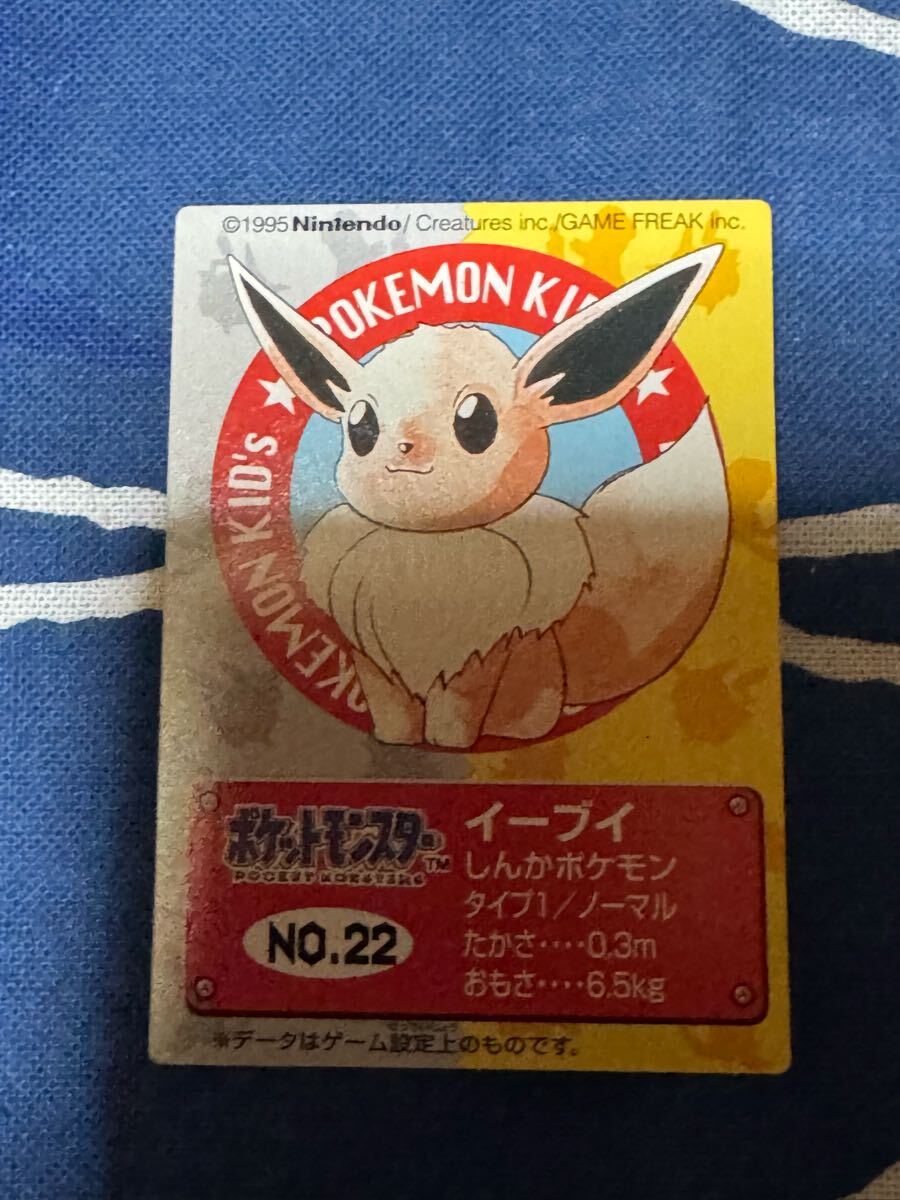 ©1995 Nintendo/ Creatures inc./GAME FREAK inc.
POKEMON KI
POKEMON KID's
ポケットモンスター™
POCKET MONSTERS
NO.22
イーブイ
しんかポケモン
タイプ1/ノーマル
たかさ‥‥0.3m
おもさ‥‥6.5kg
※データはゲーム設定上のものです。